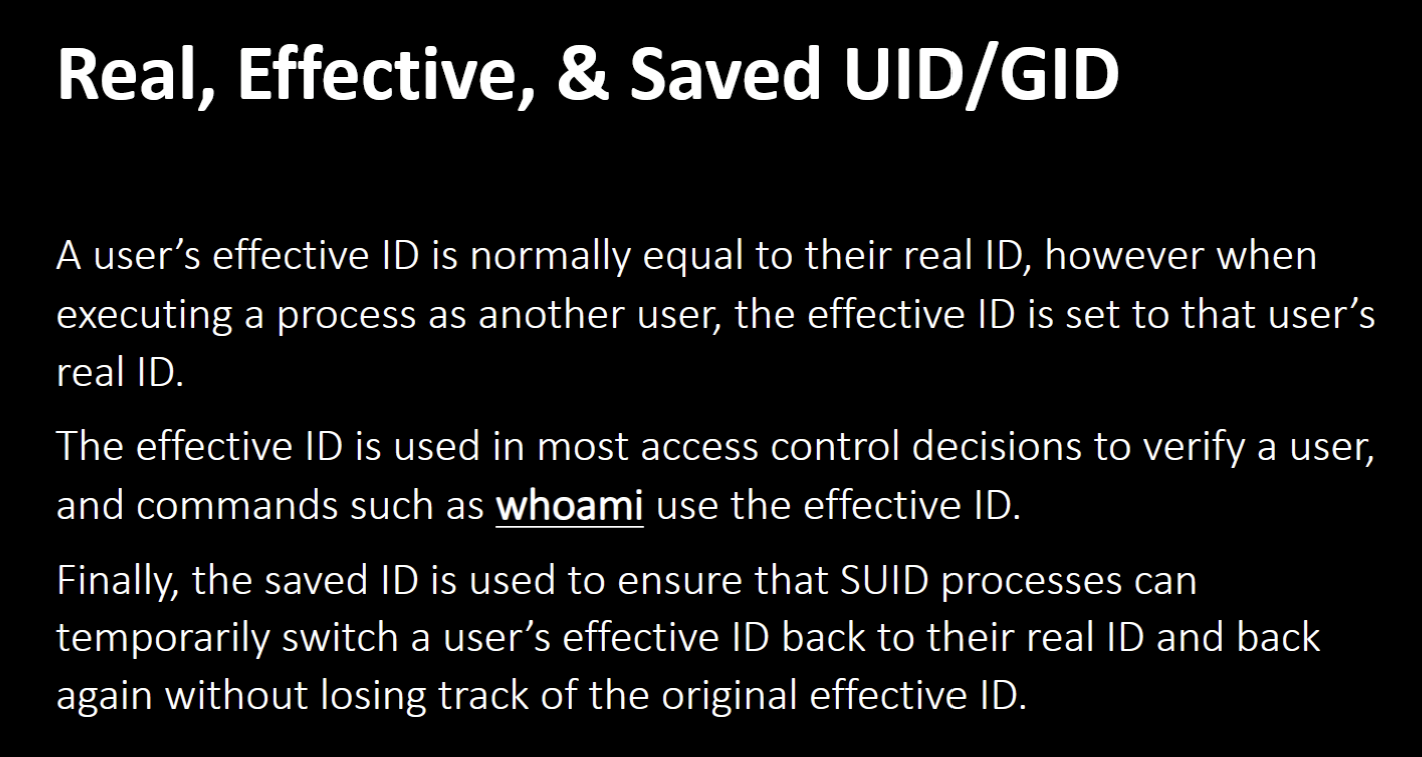 Real, Effective, & Saved UID/GID
A user’s effective ID is normally equal to their real ID, however when
executing a process as another user, the effective ID is set to that user’s
real ID.
The effective ID is used in most access control decisions to verify a user,
and commands such as whoami use the effective ID.
Finally, the saved ID is used to ensure that SUID processes can
temporarily switch a user’s effective ID back to their real ID and back
again without losing track of the original effective ID.